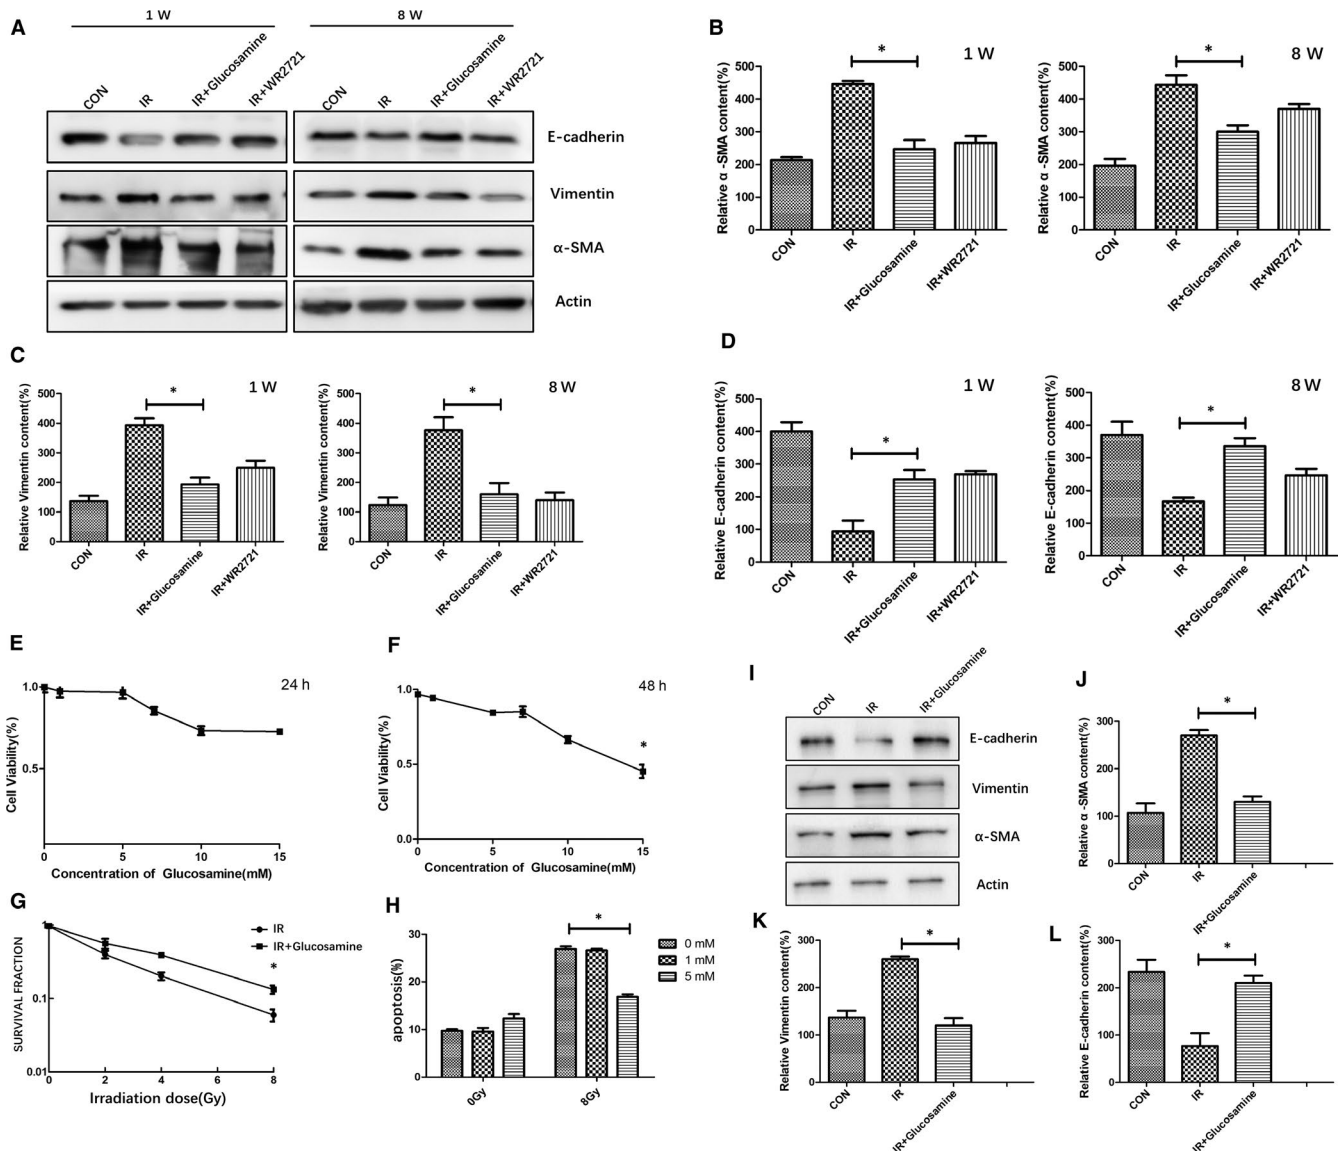 A
1 W
8 W
CON
IR
IR+Glucosamine
IR+WR2721
CON
IR
IR+Glucosamine
IR+WR2721
E-cadherin
Vimentin
α-SMA
Actin
B
Relative α -SMA content(%)
500
400
300
200
100
0
*
1 W
CON
IR
IR+Glucosamine
IR+WR2721
Relative α -SMA content(%)
500
400
300
200
100
0
*
8 W
CON
IR
IR+Glucosamine
IR+WR2721
C
Relative Vimentin content(%)
500
400
300
200
100
0
*
1 W
CON
IR
IR+Glucosamine
IR+WR2721
Relative Vimentin content(%)
500
400
300
200
100
0
*
8 W
CON
IR
IR+Glucosamine
IR+WR2721
D
Relative E-cadherin content(%)
500
400
300
200
100
0
*
1 W
CON
IR
IR+Glucosamine
IR+WR2721
Relative E-cadherin content(%)
500
400
300
200
100
0
*
8 W
CON
IR
IR+Glucosamine
IR+WR2721
E
Cell Viability(%)
1.0
0.5
24 h
0
5
10
15
Concentration of Glucosamine(mM)
F
Cell Viability(%)
1.0
0.5
0.0
48 h
*
0
5
10
15
Concentration of Glucosamine(mM)
G
SURVIVAL FRACTION
1
0.1
0.01
IR
IR+Glucosamine
*
0
2
4
6
8
Irradiation dose(Gy)
H
apoptosis(%)
30
20
10
0
*
0 mM
1 mM
5 mM
0Gy
8Gy
I
CON
IR
IR+Glucosamine
E-cadherin
Vimentin
α-SMA
Actin
J
Relative α -SMA content(%)
300
200
100
0
*
CON
IR
IR+Glucosamine
K
Relative Vimentin content(%)
300
200
100
0
*
CON
IR
IR+Glucosamine
L
Relative E-cadherin content(%)
300
200
100
0
*
CON
IR
IR+Glucosamine